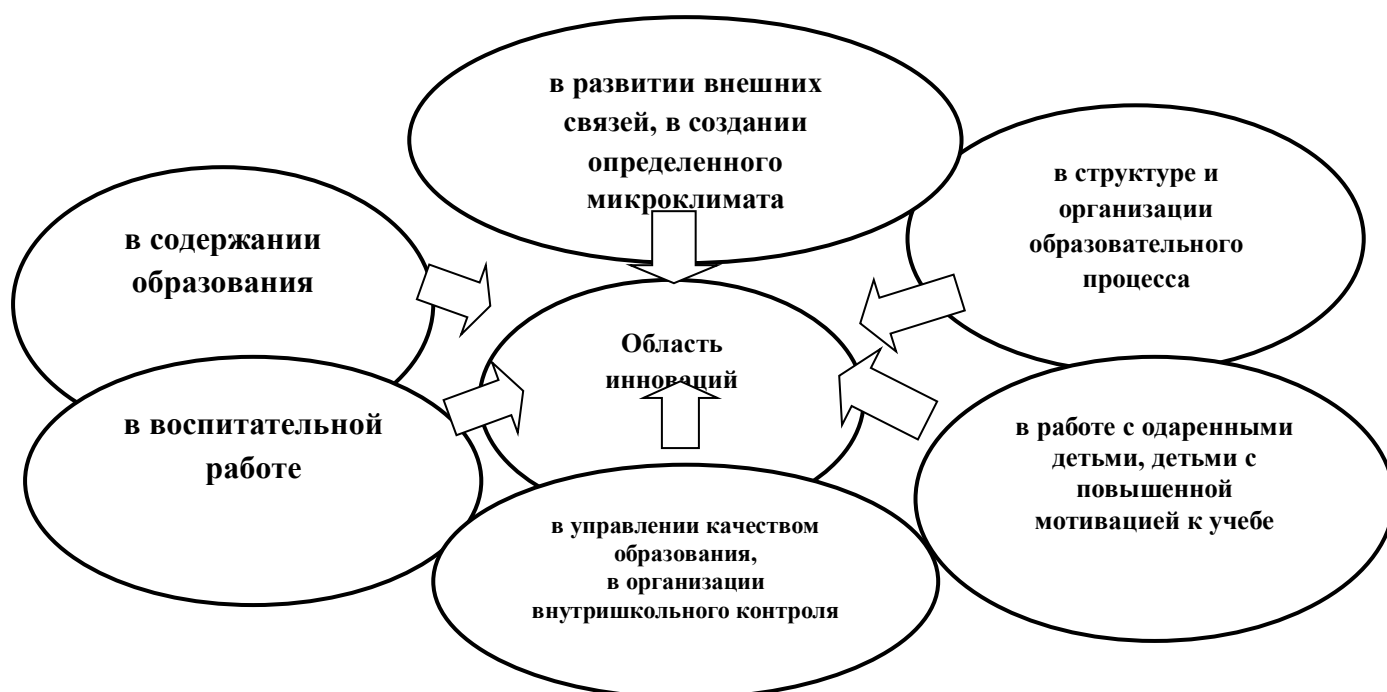 в развитии внешних
связей, в создании
определенного
микроклимата
в структуре и
организации
образовательного
процесса
в содержании
образования
Область
инноваций
в воспитательной
работе
в работе с одаренными
детьми, детьми с
повышенной
мотивацией к учебе
в управлении качеством
образования,
в организации
внутришкольного контроля